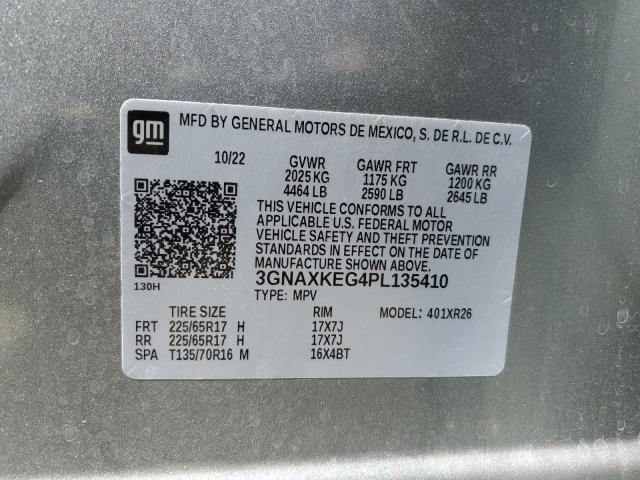 gm
MFD BY GENERAL MOTORS DE MEXICO, S. DE R.L. DE C.V.
10/22 GVWR GAWR FRT GAWR RR
2025 KG 1175 KG 1200 KG
4464 LB 2590 LB 2645 LB
THIS VEHICLE CONFORMS TO ALL
APPLICABLE U.S. FEDERAL MOTOR
VEHICLE SAFETY AND THEFT PREVENTION
STANDARDS IN EFFECT ON THE DATE OF
MANUFACTURE SHOWN ABOVE.
130H
3GNAXKEG4PL135410
TYPE: MPV
TIRE SIZE RIM MODEL: 401XR26
FRT 225/65R17 H 17X7J
RR 225/65R17 H 17X7J
SPA T135/70R16 M 16X4BT